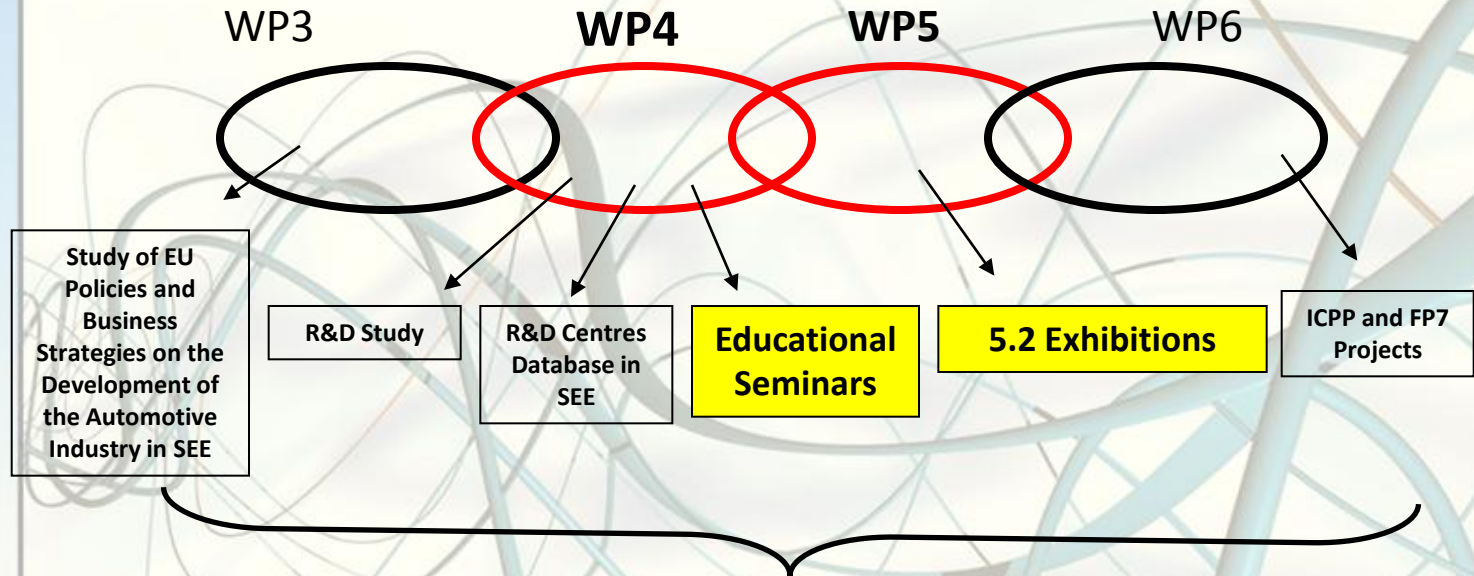 WP3
WP4
WP5
WP6
Study of EU
Policies and
Business
Strategies on the
Development of
the Automotive
Industry in SEE
R&D Study
R&D Centres
Database in
SEE
Educational
Seminars
5.2 Exhibitions
ICPP and FP7
Projects